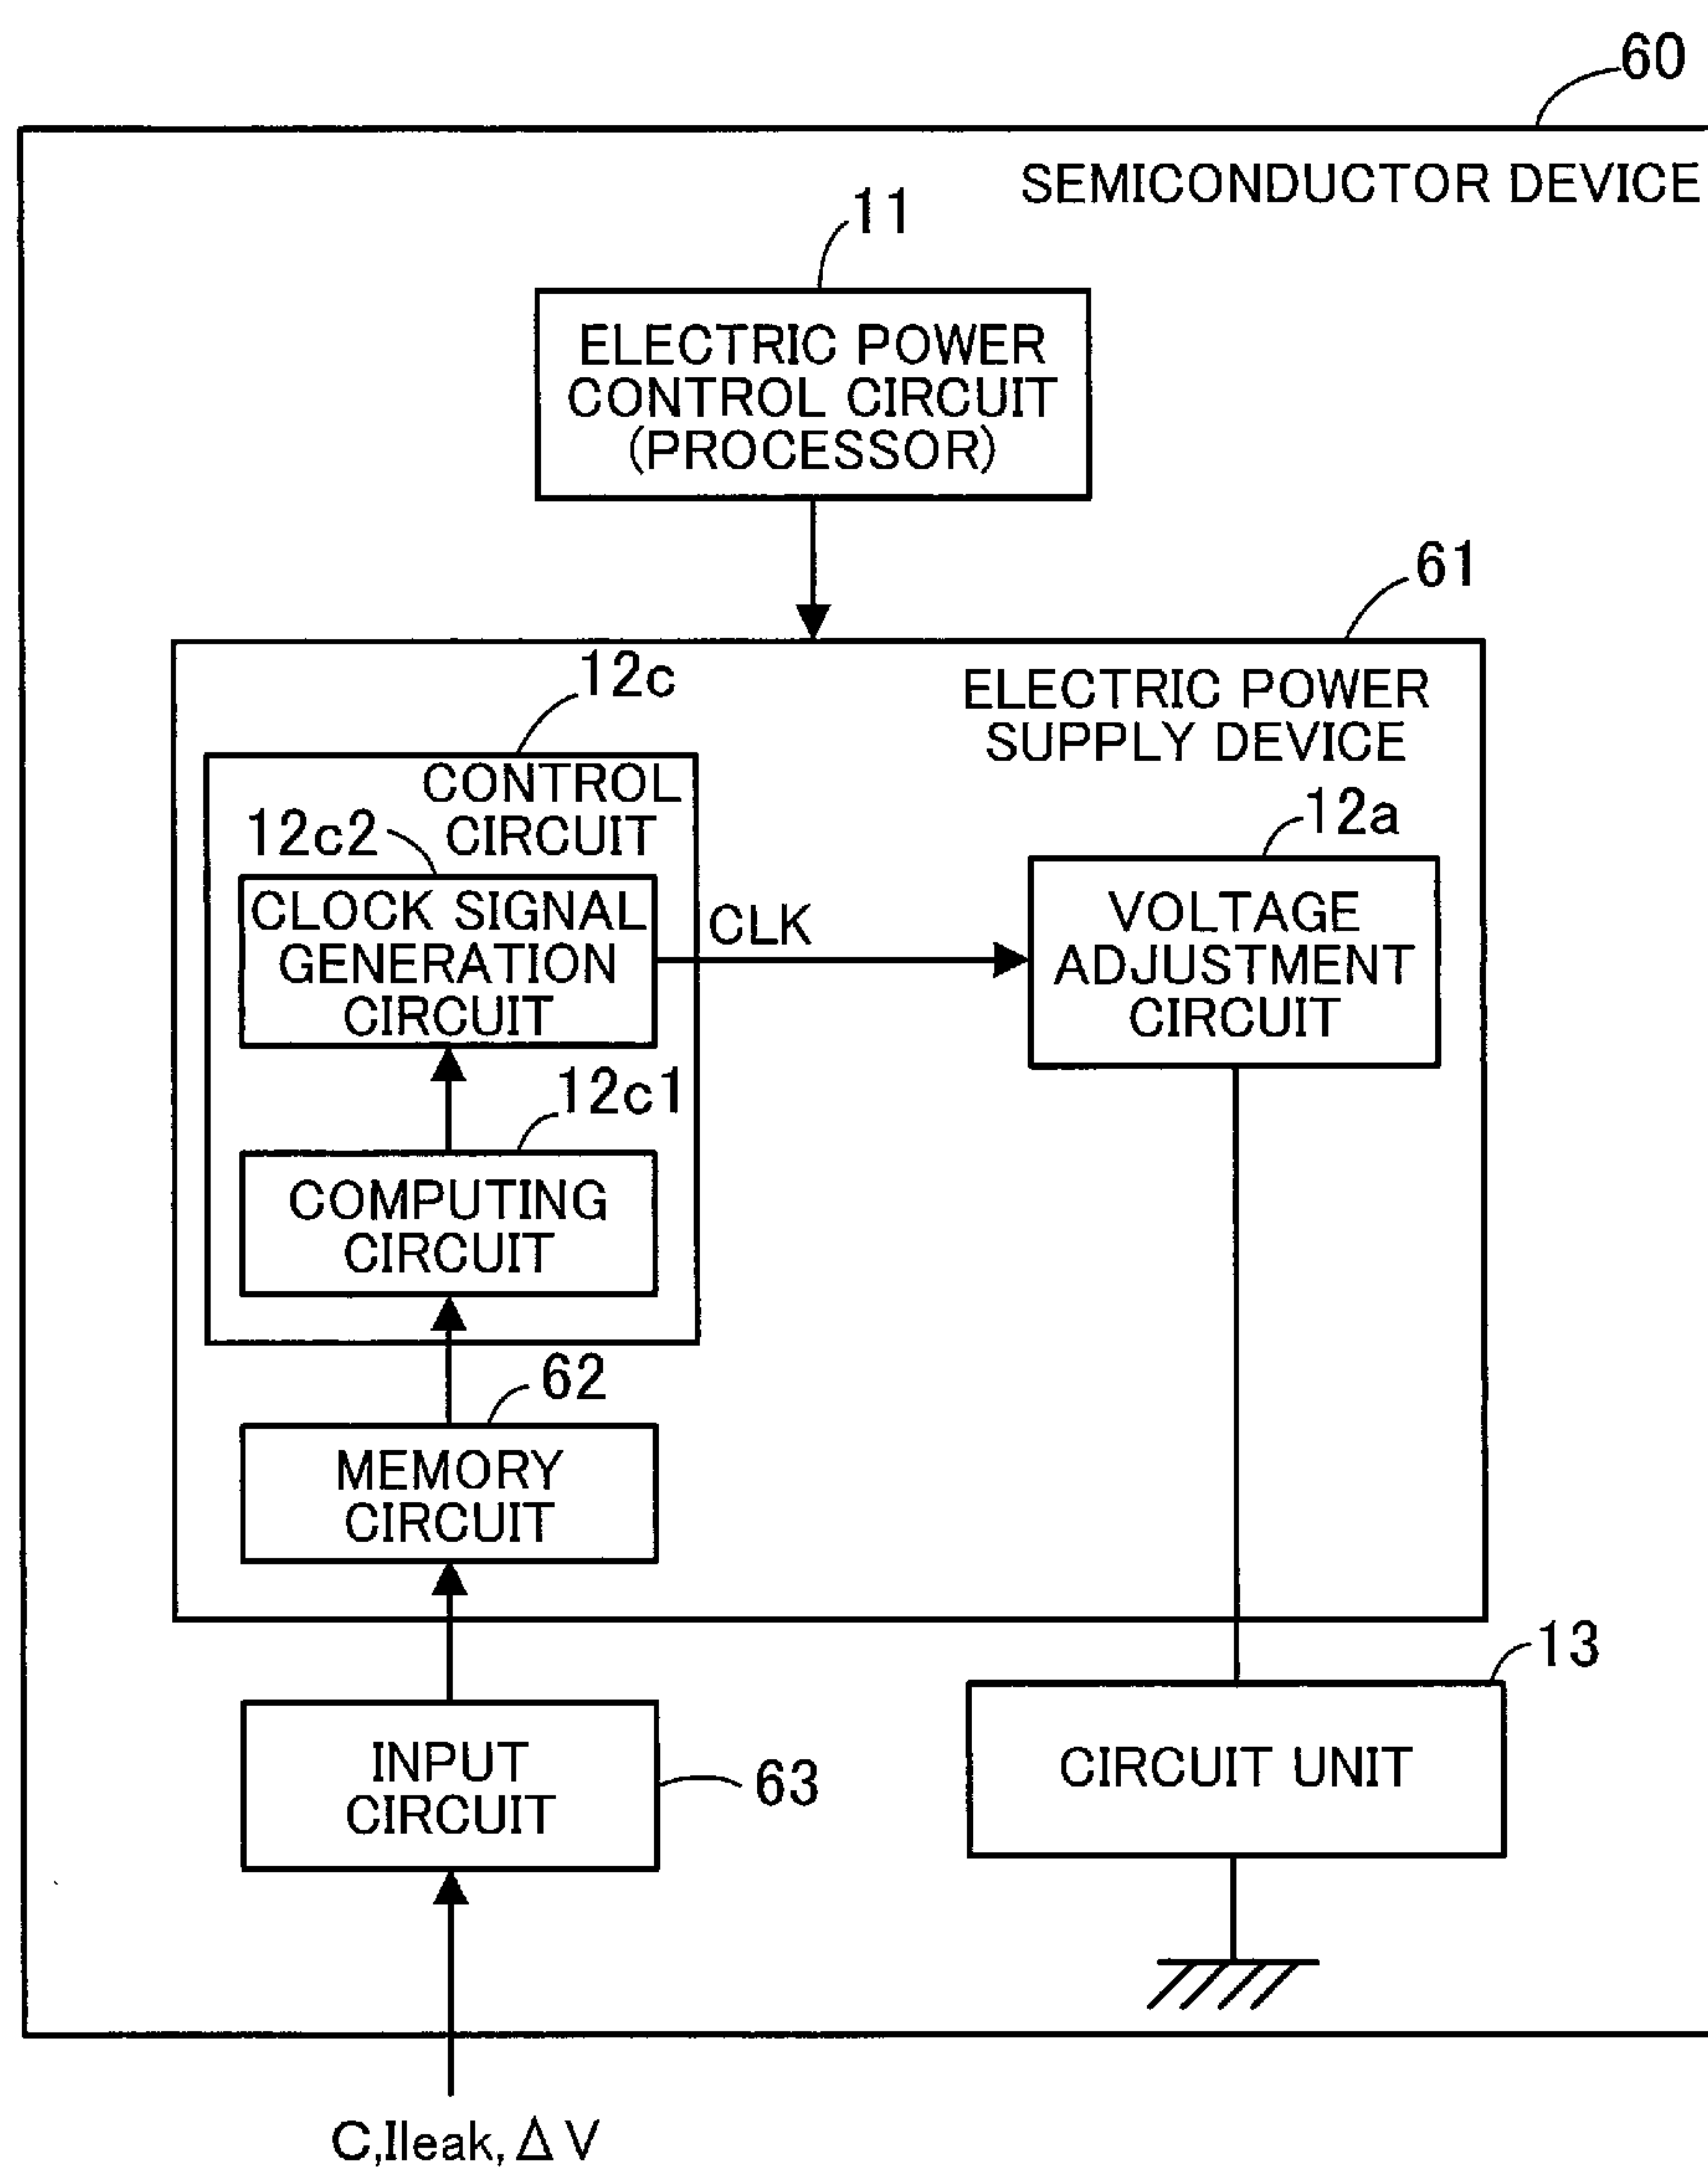 60
SEMICONDUCTOR DEVICE
11
ELECTRIC POWER
CONTROL CIRCUIT
(PROCESSOR)
61
ELECTRIC POWER
SUPPLY DEVICE
12c
CONTROL
CIRCUIT
12c2
CLOCK SIGNAL
GENERATION
CIRCUIT
CLK
12a
VOLTAGE
ADJUSTMENT
CIRCUIT
12c1
COMPUTING
CIRCUIT
62
MEMORY
CIRCUIT
13
INPUT
CIRCUIT
63
CIRCUIT UNIT
C,Ileak,ΔV